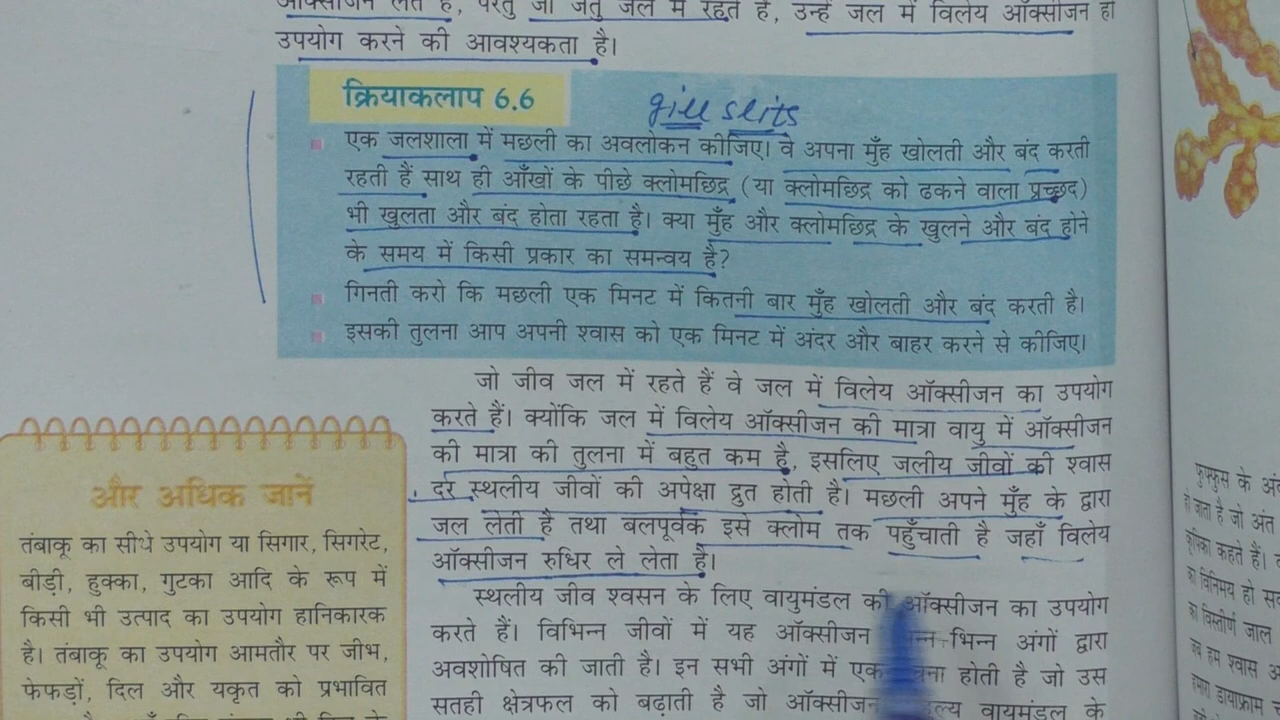 ऑक्सीजन लेते हैं, परंतु जो जंतु जल में रहते हैं, उन्हें जल में विलेय ऑक्सीजन ही
उपयोग करने की आवश्यकता है।
क्रियाकलाप 6.6
gill slits
एक जलशाला में मछली का अवलोकन कीजिए। वे अपना मुँह खोलती और बंद करती
रहती हैं साथ ही आँखों के पीछे क्लोमछिद्र (या क्लोमछिद्र को ढकने वाला प्रच्छद)
भी खुलता और बंद होता रहता है। क्या मुँह और क्लोमछिद्र के खुलने और बंद होने
के समय में किसी प्रकार का समन्वय है?
गिनती करो कि मछली एक मिनट में कितनी बार मुँह खोलती और बंद करती है।
इसकी तुलना आप अपनी श्वास को एक मिनट में अंदर और बाहर करने से कीजिए।
जो जीव जल में रहते हैं वे जल में विलेय ऑक्सीजन का उपयोग
करते हैं। क्योंकि जल में विलेय ऑक्सीजन की मात्रा वायु में ऑक्सीजन
की मात्रा की तुलना में बहुत कम है, इसलिए जलीय जीवों की श्वास
दर स्थलीय जीवों की अपेक्षा द्रुत होती है। मछली अपने मुँह के द्वारा
जल लेती है तथा बलपूर्वक इसे क्लोम तक पहुँचाती है जहाँ विलेय
ऑक्सीजन रुधिर ले लेता है।
स्थलीय जीव श्वसन के लिए वायुमंडल की ऑक्सीजन का उपयोग
करते हैं। विभिन्न जीवों में यह ऑक्सीजन भिन्न अंगों द्वारा
अवशोषित की जाती है। इन सभी अंगों में एक होती है जो उस
सतही क्षेत्रफल को बढ़ाती है जो वायुमंडल के
और अधिक जानें
तंबाकू का सीधे उपयोग या सिगार, सिगरेट,
बीड़ी, हुक्का, गुटका आदि के रूप में
किसी भी उत्पाद का उपयोग हानिकारक
है। तंबाकू का उपयोग आमतौर पर जीभ,
फेफड़ों, दिल और यकृत को प्रभावित
फुफ्फुस के
हो जाता है जो अंत
कूपिका कहते हैं।
का विनिमय हो
का विस्तीर्ण जाल
जब हम श्वास
हमारा डायाफ्राम